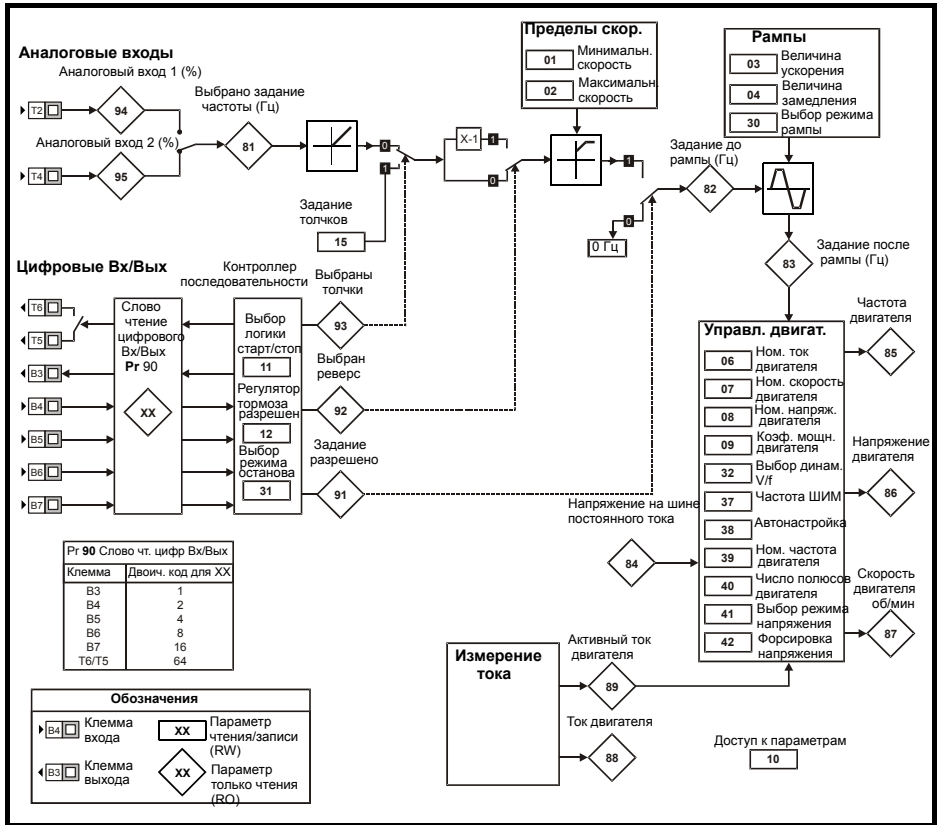 Аналоговые входы
Аналоговый вход 1 (%)
T2
94
Аналоговый вход 2 (%)
T4
95
Выбрано задание
частоты (Гц)
81
0
1
Задание
толчков
15
X-1
1
0
Пределы скор.
01
Минимальн.
скорость
02
Максимальн.
скорость
1
0
0 Гц
Задание до
рампы (Гц)
82
Рампы
03
Величина
ускорения
04
Величина
замедления
30
Выбор режима
рампы
83
Задание после
рампы (Гц)
Цифровые Вх/Вых
T6
T5
B3
B4
B5
B6
B7
Слово
чтение
цифрового
Вх/Вых
Pr 90
XX
Контроллер
последовательности
Выбор
логики
старт/стоп
11
Регулятор
тормоза
разрешен
12
Выбор
режима
останова
31
Выбраны
толчки
93
Выбран
реверс
92
Задание
разрешено
91
Напряжение на шине
постоянного тока
84
Управл. двигат.
06
Ном. ток
двигателя
07
Ном. скорость
двигателя
08
Ном. напряж.
двигателя
09
Коэф. мощн.
двигателя
32
Выбор динам.
V/f
37
Частота ШИМ
38
Автонастройка
39
Ном. частота
двигателя
40
Число полюсов
двигателя
41
Выбор режима
напряжения
42
Форсировка
напряжения
Частота
двигателя
85
Напряжение
двигателя
86
Скорость
двигателя
об/мин
87
Pr 90 Слово чт. цифр Вх/Вых
Клемма Двоич. код для XX
B3 1
B4 2
B5 4
B6 8
B7 16
T6/T5 64
Обозначения
B4
Клемма
входа
XX
Параметр
чтения/записи
(RW)
B3
Клемма
выхода
XX
Параметр
только чтения
(RO)
Измерение
тока
Активный ток
двигателя
89
Ток двигателя
88
Доступ к параметрам
10